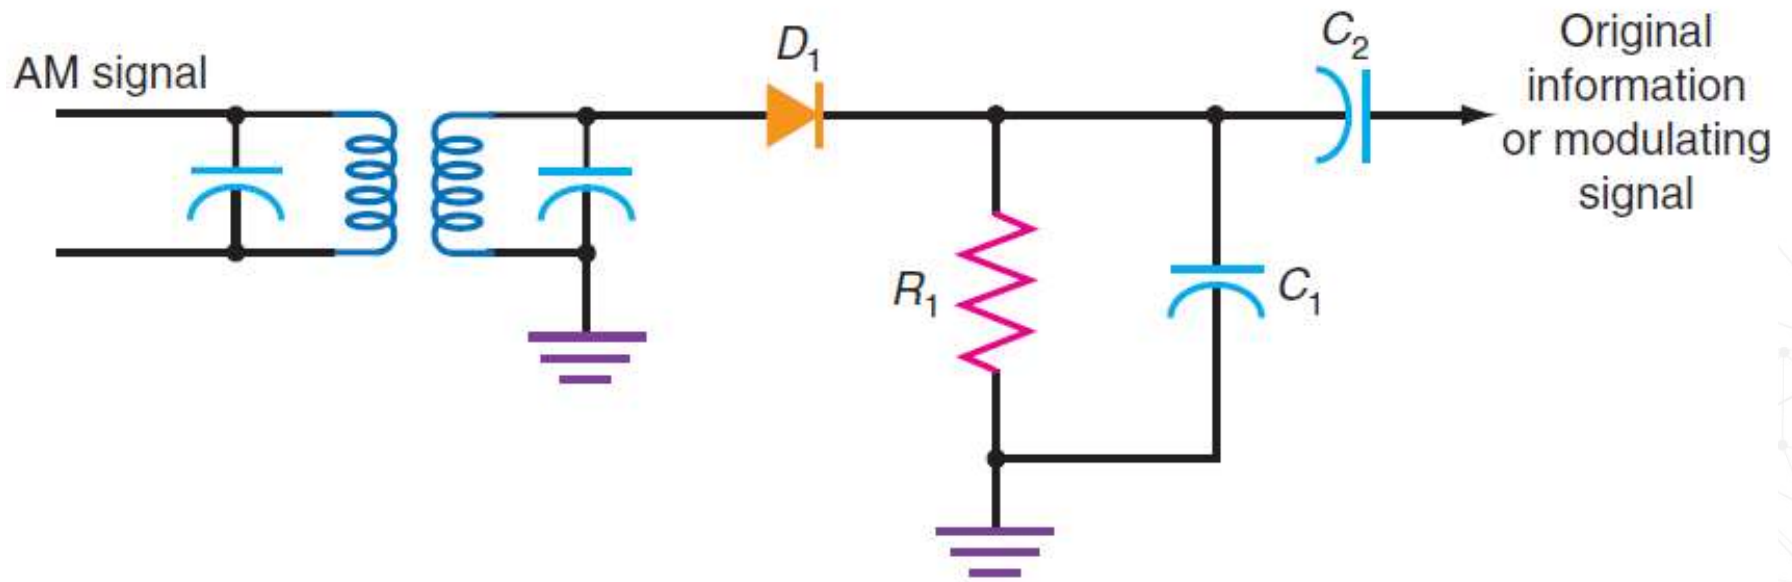 AM signal
D1
C2
Original
information
or modulating
signal
R1
C1